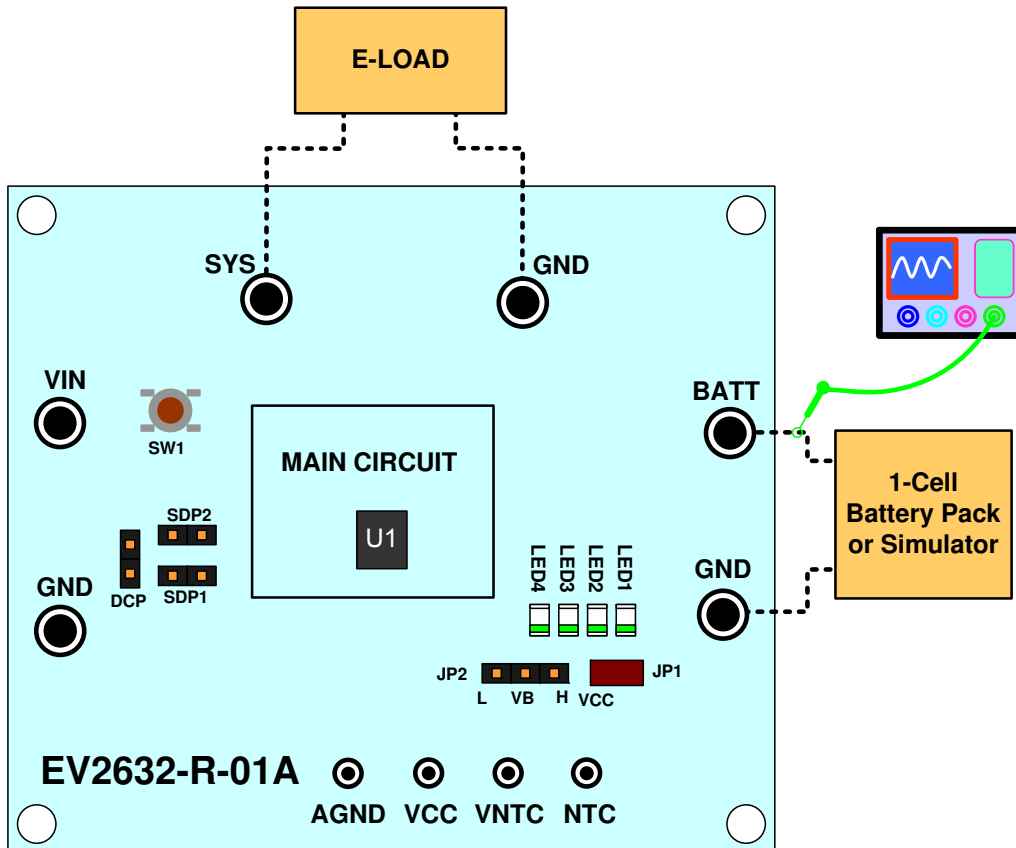 E-LOAD
SYS
GND
VIN
BATT
SW1
MAIN CIRCUIT
1-Cell
Battery Pack
or Simulator
SDP2
U1
LED4
LED3
LED2
LED1
GND
GND
DCP
SDP1
JP2
JP1
L
VB
H
VCC
EV2632-R-01A
AGND
VCC
VNTC
NTC